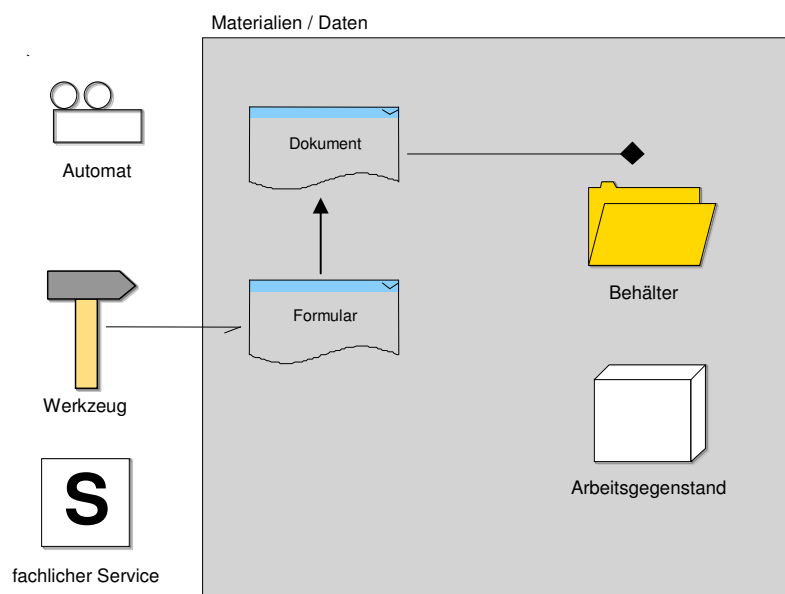 Materialien / Daten
Automat
Dokument
Behälter
Formular
Werkzeug
Arbeitsgegenstand
S
fachlicher Service